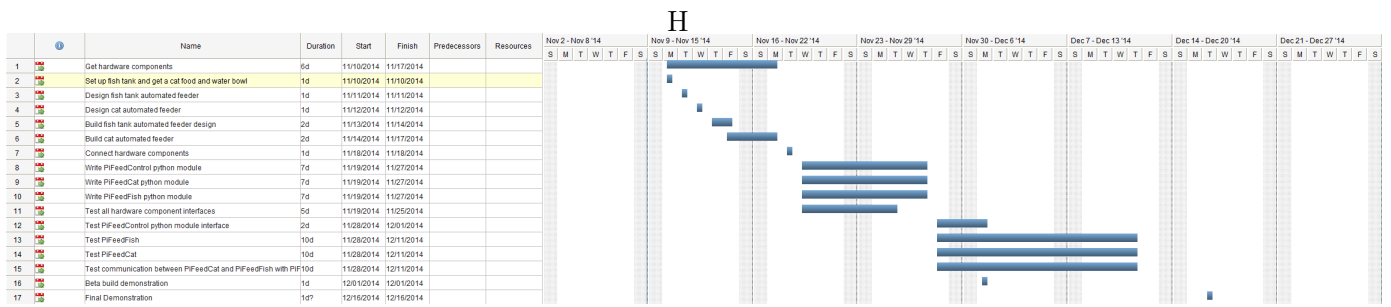 H
Name Duration Start Finish Predecessors Resources Nov 2 - Nov 8 '14 Nov 9 - Nov 15 '14 Nov 16 - Nov 22 '14 Nov 23 - Nov 29 '14 Nov 30 - Dec 6 '14 Dec 7 - Dec 13 '14 Dec 14 - Dec 20 '14 Dec 21 - Dec 27 '14
S M T W T F S S M T W T F S S M T W T F S S M T W T F S S M T W T F S S M T W T F S S M T W T F S S M T W T F S
1 Get hardware components 6d 11/10/2014 11/17/2014
2 Set up fish tank and get a cat food and water bowl 1d 11/10/2014 11/10/2014
3 Design fish tank automated feeder 1d 11/11/2014 11/11/2014
4 Design cat automated feeder 1d 11/12/2014 11/12/2014
5 Build fish tank automated feeder design 2d 11/13/2014 11/14/2014
6 Build cat automated feeder 2d 11/14/2014 11/17/2014
7 Connect hardware components 1d 11/18/2014 11/18/2014
8 Write PiFeedControl python module 7d 11/19/2014 11/27/2014
9 Write PiFeedCat python module 7d 11/19/2014 11/27/2014
10 Write PiFeedFish python module 7d 11/19/2014 11/27/2014
11 Test all hardware component interfaces 5d 11/19/2014 11/25/2014
12 Test PiFeedControl python module interface 2d 11/28/2014 12/01/2014
13 Test PiFeedFish 10d 11/28/2014 12/11/2014
14 Test PiFeedCat 10d 11/28/2014 12/11/2014
15 Test communication between PiFeedCat and PiFeedFish with PiF 10d 11/28/2014 12/11/2014
16 Beta build demonstration 1d 12/01/2014 12/01/2014
17 Final Demonstration 1d? 12/16/2014 12/16/2014